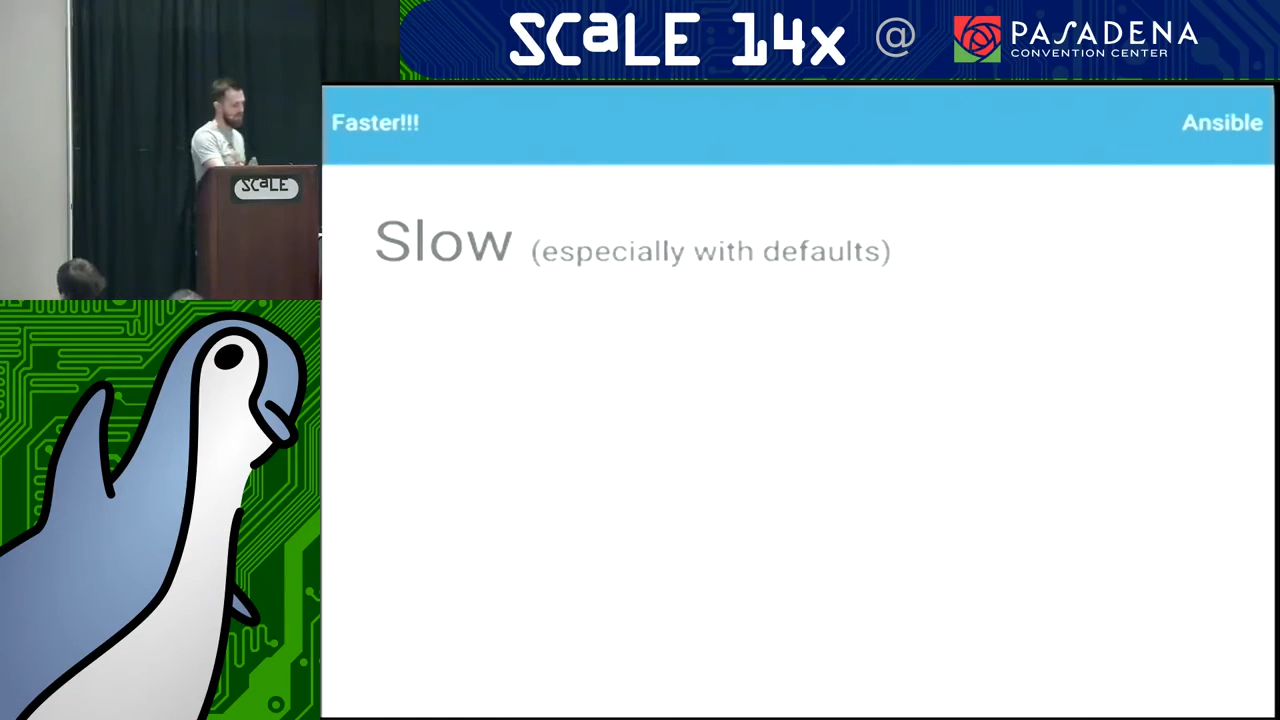 SCaLE 14x @ PASADENA
CONVENTION CENTER
SCaLE
Faster!!! Ansible
Slow (especially with defaults)